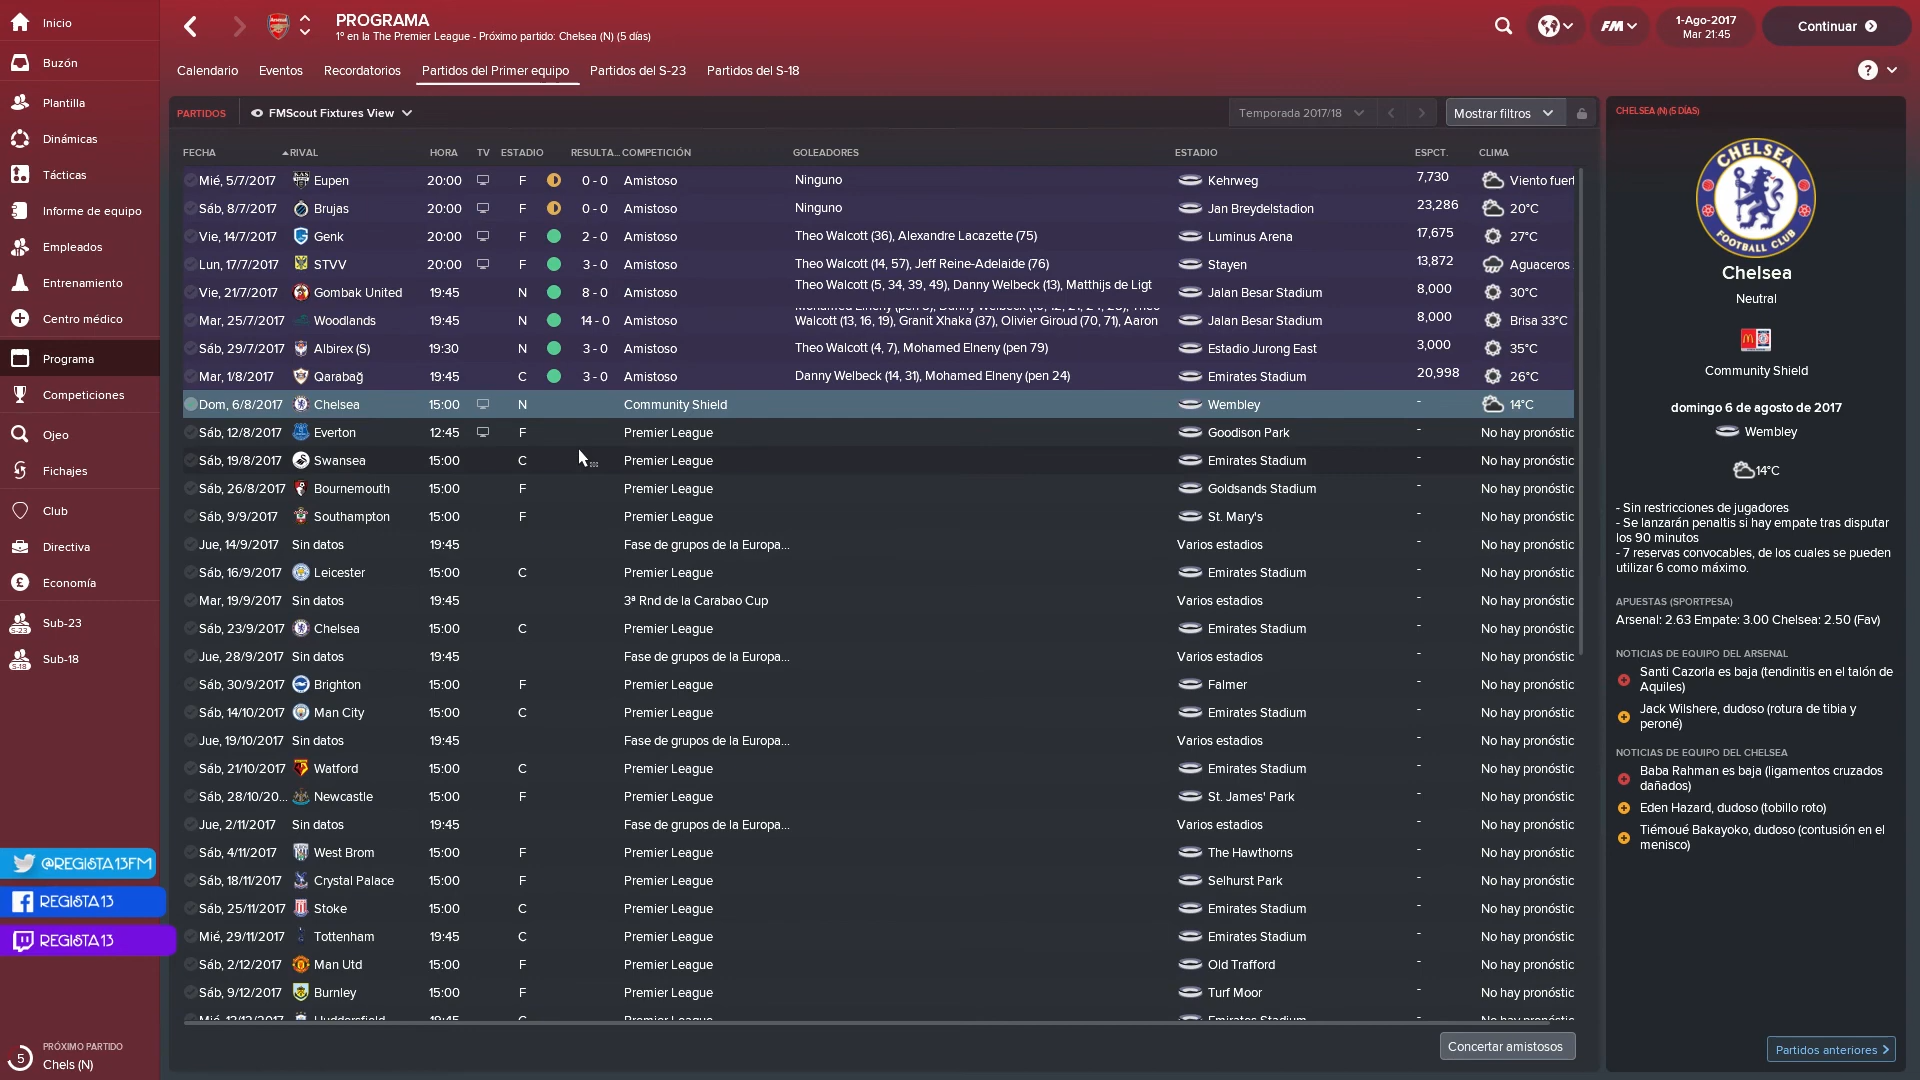 Inicio
Buzón
Plantilla
Dinámicas
Tácticas
Informe de equipo
Empleados
Entrenamiento
Centro médico
Programa
Competiciones
Ojeo
Fichajes
Club
Directiva
Economía
Sub-23
Sub-18
@REGISTA13FM
REGISTA13
REGISTA13
5 PRÓXIMO PARTIDO
Chels (N)
PROGRAMA
1º en la The Premier League - Próximo partido: Chelsea (N) (5 días)
FM
1-Ago-2017
Mar 21:45
Continuar
Calendario Eventos Recordatorios Partidos del Primer equipo Partidos del S-23 Partidos del S-18
?
PARTIDOS FMScout Fixtures View Temporada 2017/18 Mostrar filtros
FECHA RIVAL HORA TV ESTADIO RESULTA... COMPETICIÓN GOLEADORES ESTADIO ESPCT. CLIMA
Mié, 5/7/2017 Eupen 20:00 F 0 - 0 Amistoso Ninguno Kehrweg 7,730 Viento fuert
Sáb, 8/7/2017 Brujas 20:00 F 0 - 0 Amistoso Ninguno Jan Breydelstadion 23,286 20°C
Vie, 14/7/2017 Genk 20:00 F 2 - 0 Amistoso Theo Walcott (36), Alexandre Lacazette (75) Luminus Arena 17,675 27°C
Lun, 17/7/2017 STVV 20:00 F 3 - 0 Amistoso Theo Walcott (14, 57), Jeff Reine-Adelaide (76) Stayen 13,872 Aguaceros
Vie, 21/7/2017 Gombak United 19:45 N 8 - 0 Amistoso Theo Walcott (5, 34, 39, 49), Danny Welbeck (13), Matthijs de Ligt Jalan Besar Stadium 8,000 30°C
Mar, 25/7/2017 Woodlands 19:45 N 14 - 0 Amistoso Walcott (13, 16, 19), Granit Xhaka (37), Olivier Giroud (70, 71), Aaron Jalan Besar Stadium 8,000 Brisa 33°C
Sáb, 29/7/2017 Albirex (S) 19:30 N 3 - 0 Amistoso Theo Walcott (4, 7), Mohamed Elneny (pen 79) Estadio Jurong East 3,000 35°C
Mar, 1/8/2017 Qarabağ 19:45 C 3 - 0 Amistoso Danny Welbeck (14, 31), Mohamed Elneny (pen 24) Emirates Stadium 20,998 26°C
Dom, 6/8/2017 Chelsea 15:00 N Community Shield Wembley - 14°C
Sáb, 12/8/2017 Everton 12:45 F Premier League Goodison Park - No hay pronóstic
Sáb, 19/8/2017 Swansea 15:00 C Premier League Emirates Stadium - No hay pronóstic
Sáb, 26/8/2017 Bournemouth 15:00 F Premier League Goldsands Stadium - No hay pronóstic
Sáb, 9/9/2017 Southampton 15:00 F Premier League St. Mary's - No hay pronóstic
Jue, 14/9/2017 Sin datos 19:45 Fase de grupos de la Europa... Varios estadios - No hay pronóstic
Sáb, 16/9/2017 Leicester 15:00 C Premier League Emirates Stadium - No hay pronóstic
Mar, 19/9/2017 Sin datos 19:45 3ª Rnd de la Carabao Cup Varios estadios - No hay pronóstic
Sáb, 23/9/2017 Chelsea 15:00 C Premier League Emirates Stadium - No hay pronóstic
Jue, 28/9/2017 Sin datos 19:45 Fase de grupos de la Europa... Varios estadios - No hay pronóstic
Sáb, 30/9/2017 Brighton 15:00 F Premier League Falmer - No hay pronóstic
Sáb, 14/10/2017 Man City 15:00 C Premier League Emirates Stadium - No hay pronóstic
Jue, 19/10/2017 Sin datos 19:45 Fase de grupos de la Europa... Varios estadios - No hay pronóstic
Sáb, 21/10/2017 Watford 15:00 C Premier League Emirates Stadium - No hay pronóstic
Sáb, 28/10/20... Newcastle 15:00 F Premier League St. James' Park - No hay pronóstic
Jue, 2/11/2017 Sin datos 19:45 Fase de grupos de la Europa... Varios estadios - No hay pronóstic
Sáb, 4/11/2017 West Brom 15:00 F Premier League The Hawthorns - No hay pronóstic
Sáb, 18/11/2017 Crystal Palace 15:00 F Premier League Selhurst Park - No hay pronóstic
Sáb, 25/11/2017 Stoke 15:00 C Premier League Emirates Stadium - No hay pronóstic
Mié, 29/11/2017 Tottenham 19:45 C Premier League Emirates Stadium - No hay pronóstic
Sáb, 2/12/2017 Man Utd 15:00 F Premier League Old Trafford - No hay pronóstic
Sáb, 9/12/2017 Burnley 15:00 F Premier League Turf Moor - No hay pronóstic
Mié, 13/12/2017 Huddersfield 19:45 C Premier League Emirates Stadium No hay pronóstic
Concertar amistosos
CHELSEA (N) (5 DÍAS)
CHELSEA
FOOTBALL CLUB
Chelsea
Neutral
Community Shield
domingo 6 de agosto de 2017
Wembley
14°C
- Sin restricciones de jugadores
- Se lanzarán penaltis si hay empate tras disputar
los 90 minutos
- 7 reservas convocables, de los cuales se pueden
utilizar 6 como máximo.
APUESTAS (SPORTPESA)
Arsenal: 2.63 Empate: 3.00 Chelsea: 2.50 (Fav)
NOTICIAS DE EQUIPO DEL ARSENAL
Santi Cazorla es baja (tendinitis en el talón de
Aquiles)
Jack Wilshere, dudoso (rotura de tibia y
peroné)
NOTICIAS DE EQUIPO DEL CHELSEA
Baba Rahman es baja (ligamentos cruzados
dañados)
Eden Hazard, dudoso (tobillo roto)
Tiémoué Bakayoko, dudoso (contusión en el
menisco)
Partidos anteriores